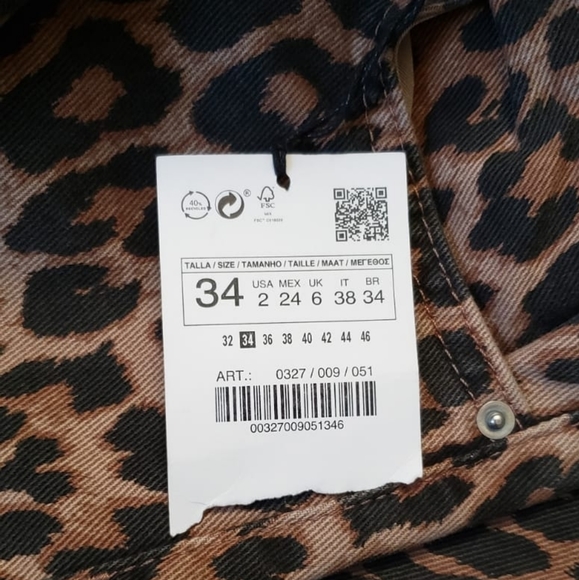 40%
RECYCLED
®
FSC
TALLA / SIZE / TAMANHO / TAILLE / MAAT / ΜΕΓΕΘΟΣ
34 USA 2 MEX 24 UK 6 IT 38 BR 34
32 34 36 38 40 42 44 46
ART.: 0327 / 009 / 051
00327009051346